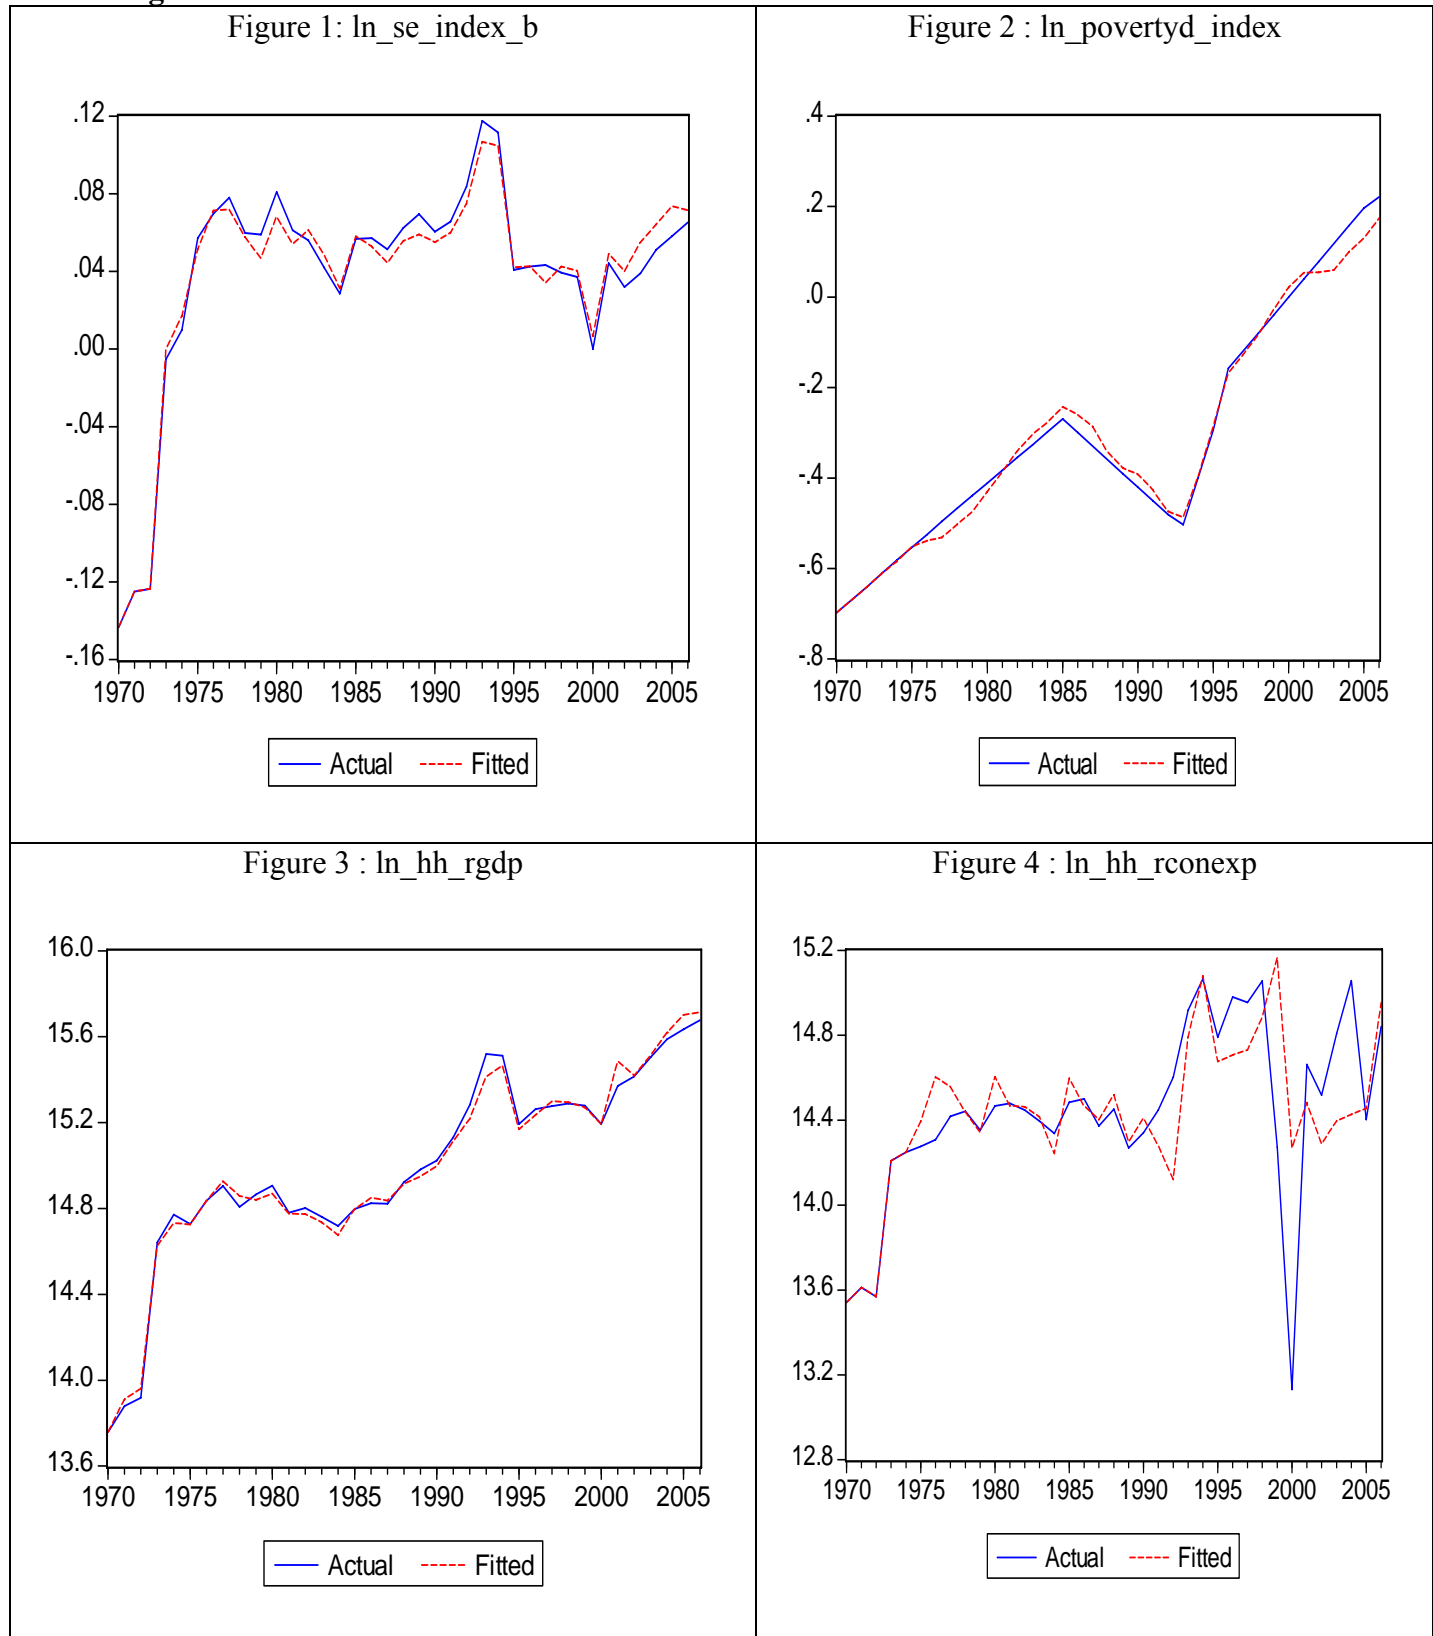 Figure 1: ln_se_index_b
.12
.08
.04
.00
-.04
-.08
-.12
-.16
1970 1975 1980 1985 1990 1995 2000 2005
Actual Fitted
Figure 2 : ln_povertyd_index
.4
.2
.0
-.2
-.4
-.6
-.8
1970 1975 1980 1985 1990 1995 2000 2005
Actual Fitted
Figure 3 : ln_hh_rgdp
16.0
15.6
15.2
14.8
14.4
14.0
13.6
1970 1975 1980 1985 1990 1995 2000 2005
Actual Fitted
Figure 4 : ln_hh_rconexp
15.2
14.8
14.4
14.0
13.6
13.2
12.8
1970 1975 1980 1985 1990 1995 2000 2005
Actual Fitted